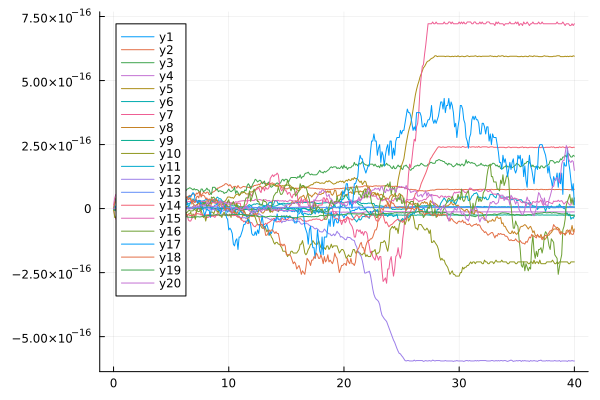 7.50×10⁻¹⁶
5.00×10⁻¹⁶
2.50×10⁻¹⁶
0
−2.50×10⁻¹⁶
−5.00×10⁻¹⁶
y1
y2
y3
y4
y5
y6
y7
y8
y9
y10
y11
y12
y13
y14
y15
y16
y17
y18
y19
y20
0 10 20 30 40